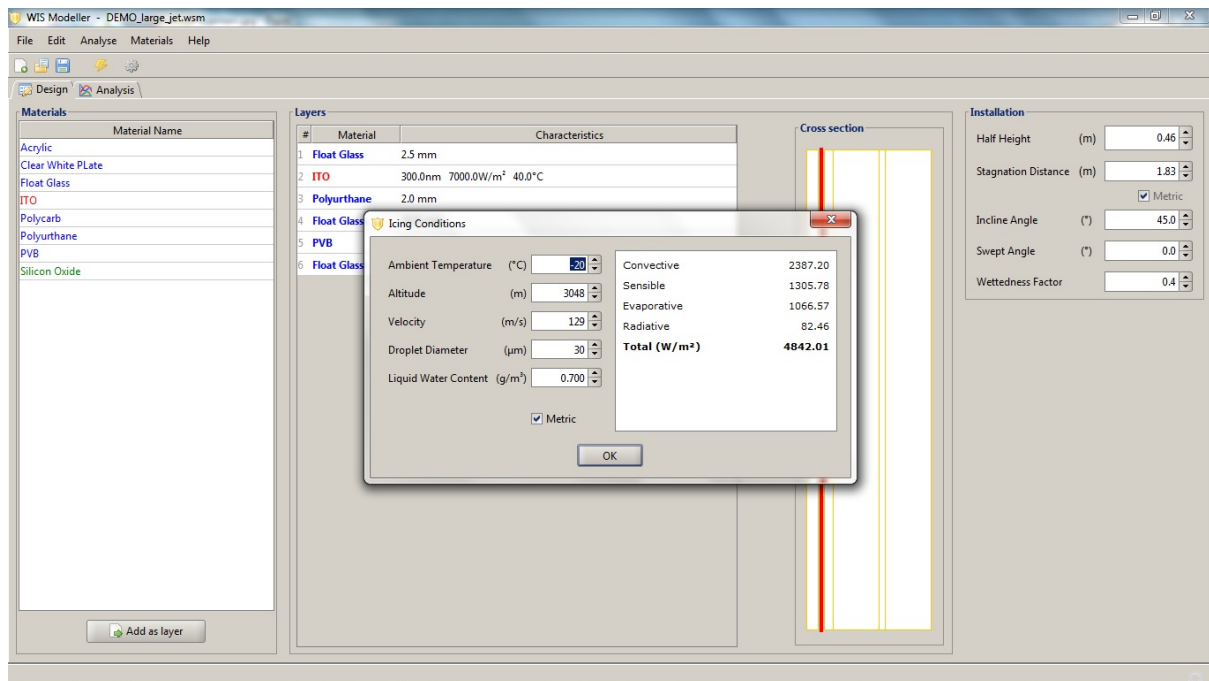 WIS Modeller - DEMO_large_jet.wsm
File Edit Analyse Materials Help
Design Analysis
Materials
Material Name
Acrylic
Clear White PLate
Float Glass
ITO
Polycarb
Polyurethane
PVB
Silicon Oxide
Add as layer
Layers
# Material Characteristics
1 Float Glass 2.5 mm
2 ITO 300.0nm 7000.0W/m² 40.0°C
3 Polyurthane 2.0 mm
4 Float Glass
5 PVB
6 Float Glass
Cross section
Installation
Half Height (m) 0.46
Stagnation Distance (m) 1.83
Metric
Incline Angle (°) 45.0
Swept Angle (°) 0.0
Wettedness Factor 0.4
Icing Conditions
Ambient Temperature (°C) -20
Altitude (m) 3048
Velocity (m/s) 129
Droplet Diameter (µm) 30
Liquid Water Content (g/m³) 0.700
Metric
Convective 2387.20
Sensible 1305.78
Evaporative 1066.57
Radiative 82.46
Total (W/m²) 4842.01
OK